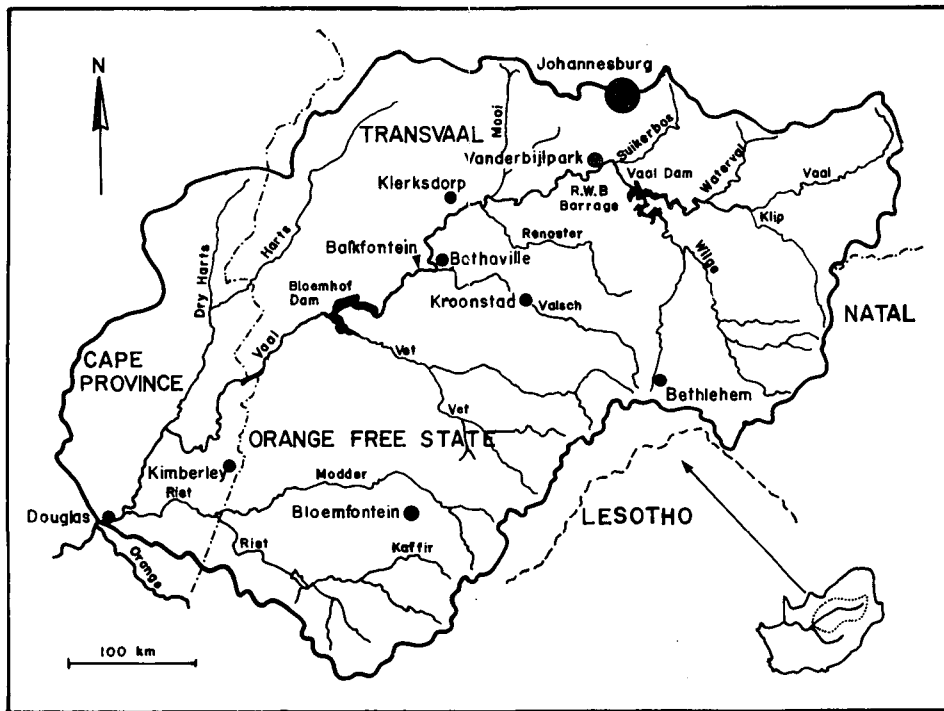 N
Johannesburg
TRANSVAAL
Mooi
Suikerbos
Vanderbijlpark
Waterval
Vaal Dam
Vaal
Klerksdorp
R.W.B
Barrage
Klip
Harts
Renoster
Wilge
Balkfontein
Bothaville
Dry Harts
Bloemhof
Dam
Kroonstad
Valsch
NATAL
Vaal
Vet
CAPE
PROVINCE
Bethlehem
Vet
ORANGE FREE STATE
Kimberley
Modder
Riet
Douglas
Bloemfontein
LESOTHO
Riet
Kaffir
Orange
100 km